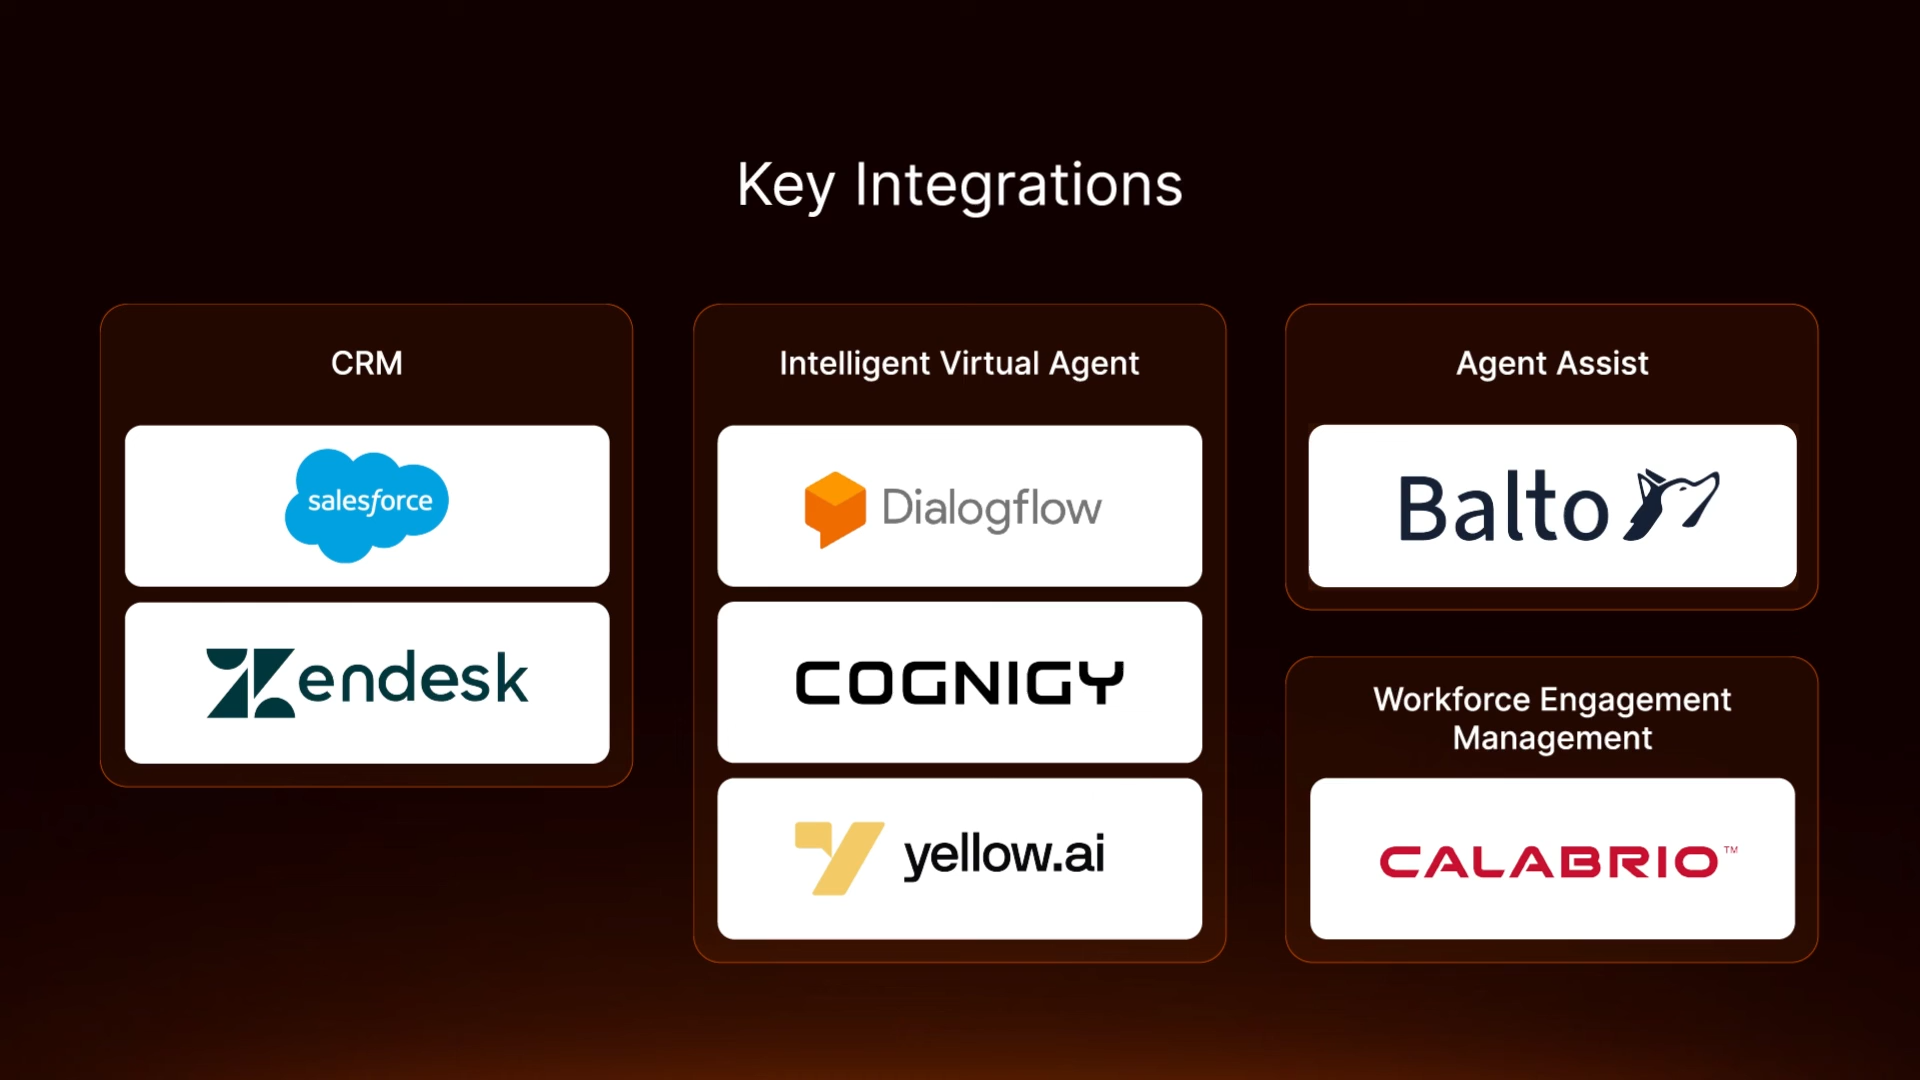 Key Integrations
CRM
salesforce
zendesk
Intelligent Virtual Agent
Dialogflow
COGNIGY
yellow.ai
Agent Assist
Balto
Workforce Engagement
Management
CALABRIO™